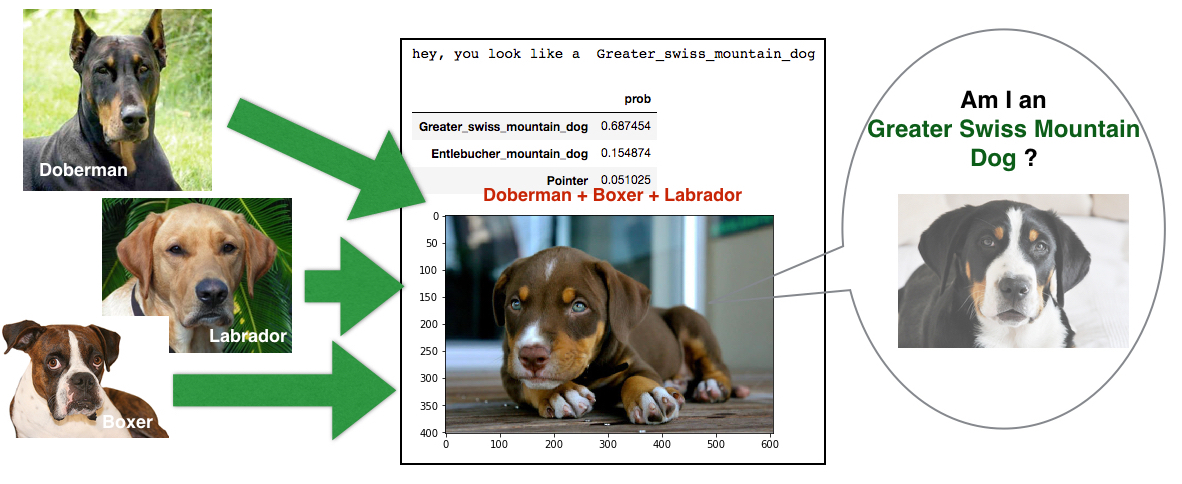 Doberman
Labrador
Boxer
hey, you look like a Greater_swiss_mountain_dog
prob
Greater_swiss_mountain_dog 0.687454
Entlebucher_mountain_dog 0.154874
Pointer 0.051025
Doberman + Boxer + Labrador
0
50
100
150
200
250
300
350
400
0 100 200 300 400 500 600
Am I an
Greater Swiss Mountain
Dog ?